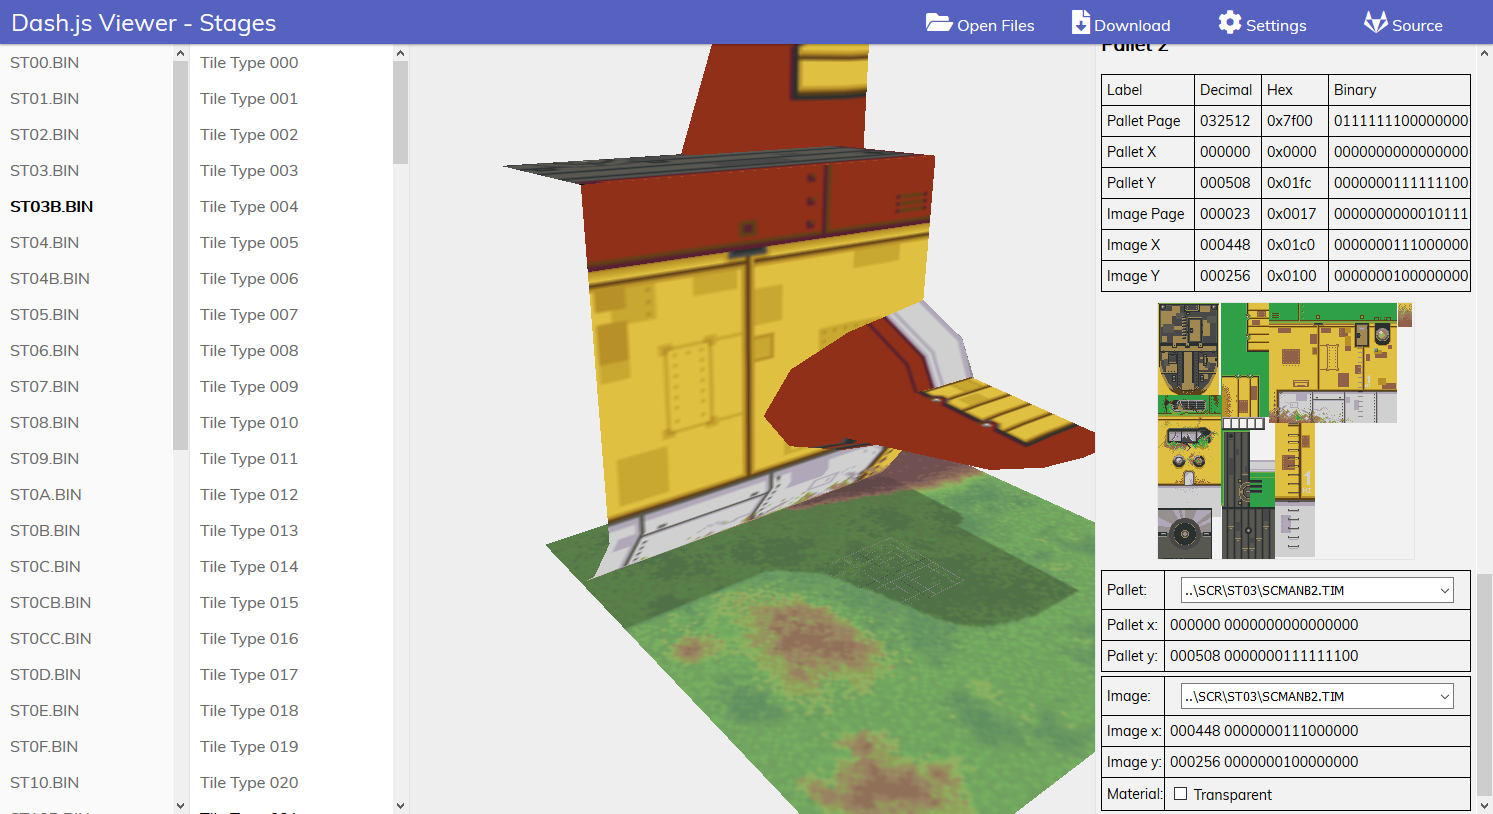 Dash.js Viewer - Stages
Open Files
Download
Settings
Source
ST00.BIN
ST01.BIN
ST02.BIN
ST03.BIN
ST03B.BIN
ST04.BIN
ST04B.BIN
ST05.BIN
ST06.BIN
ST07.BIN
ST08.BIN
ST09.BIN
ST0A.BIN
ST0B.BIN
ST0C.BIN
ST0CB.BIN
ST0CC.BIN
ST0D.BIN
ST0E.BIN
ST0F.BIN
ST10.BIN
Tile Type 000
Tile Type 001
Tile Type 002
Tile Type 003
Tile Type 004
Tile Type 005
Tile Type 006
Tile Type 007
Tile Type 008
Tile Type 009
Tile Type 010
Tile Type 011
Tile Type 012
Tile Type 013
Tile Type 014
Tile Type 015
Tile Type 016
Tile Type 017
Tile Type 018
Tile Type 019
Tile Type 020
Pallet 2
Label Decimal Hex Binary
Pallet Page 032512 0x7f00 0111111100000000
Pallet X 000000 0x0000 0000000000000000
Pallet Y 000508 0x01fc 0000000111111100
Image Page 000023 0x0017 0000000000010111
Image X 000448 0x01c0 0000000111000000
Image Y 000256 0x0100 0000000100000000
Pallet: ..\SCR\ST03\SCMANB2.TIM
Pallet x: 000000 0000000000000000
Pallet y: 000508 0000000111111100
Image: ..\SCR\ST03\SCMANB2.TIM
Image x: 000448 0000000111000000
Image y: 000256 0000000100000000
Material: Transparent